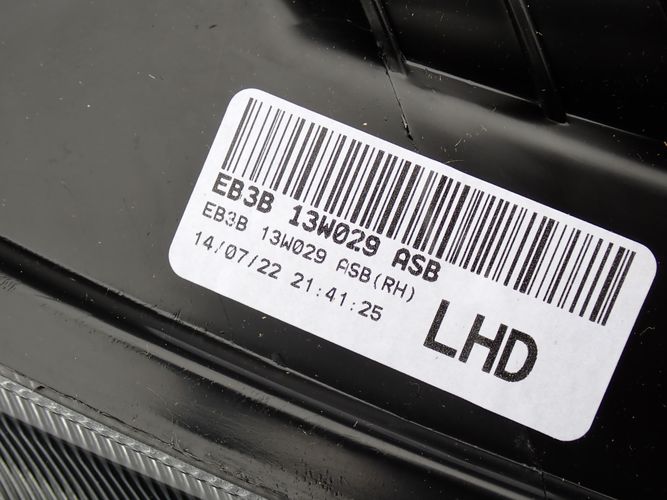 EB3B 13W029 ASB
EB3B 13W029 ASB(RH)
14/07/22 21:41:25
LHD